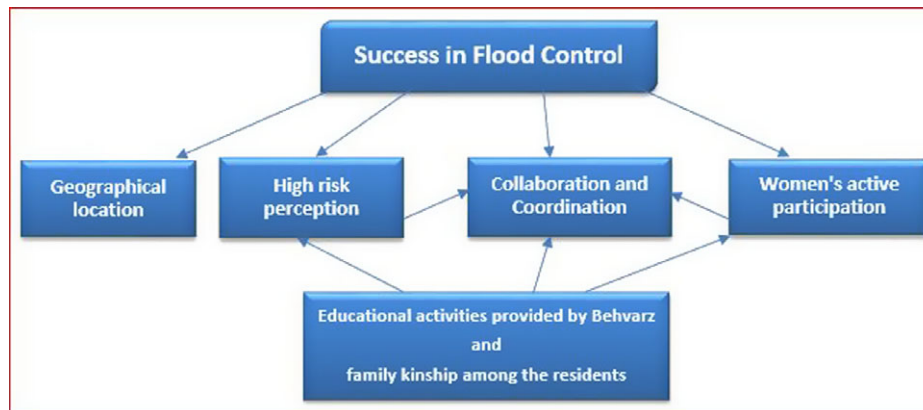 Success in Flood Control
Geographical
location
High risk
perception
Collaboration and
Coordination
Women's active
participation
Educational activities provided by Behvarz
and
family kinship among the residents